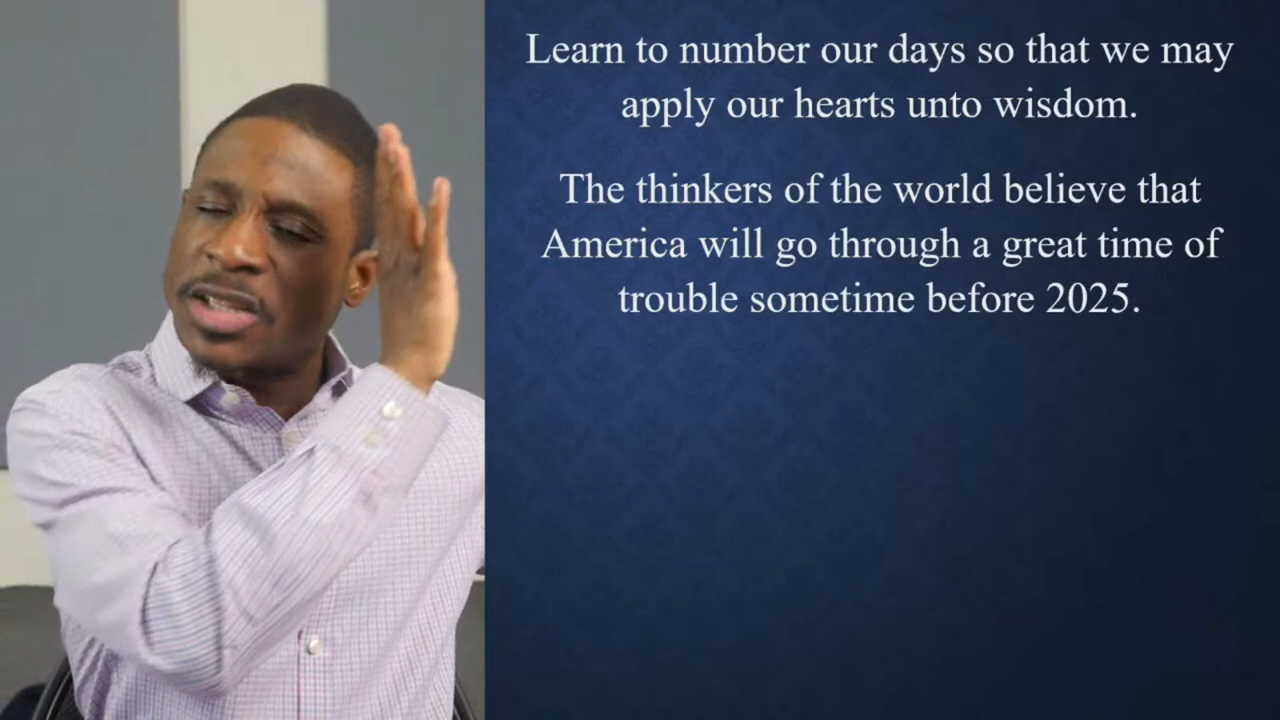 Learn to number our days so that we may
apply our hearts unto wisdom.
The thinkers of the world believe that
America will go through a great time of
trouble sometime before 2025.